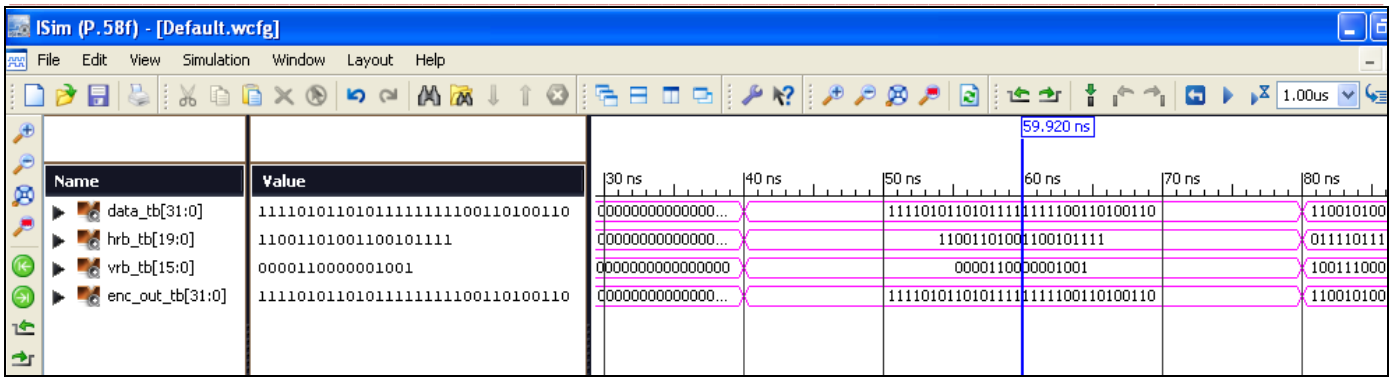 ISim (P.58f) - [Default.wcfg]
File Edit View Simulation Window Layout Help
1.00us
59.920 ns
Name Value 30 ns 40 ns 50 ns 60 ns 70 ns 80 ns
data_tb[31:0] 11110101101011111111100110100110 00000000000000... 11110101101011111111100110100110 110010100
hrb_tb[19:0] 11001101001100101111 00000000000000... 11001101001100101111 011110111
vrb_tb[15:0] 0000110000001001 0000000000000000 0000110000001001 100111000
enc_out_tb[31:0] 11110101101011111111100110100110 00000000000000... 11110101101011111111100110100110 110010100